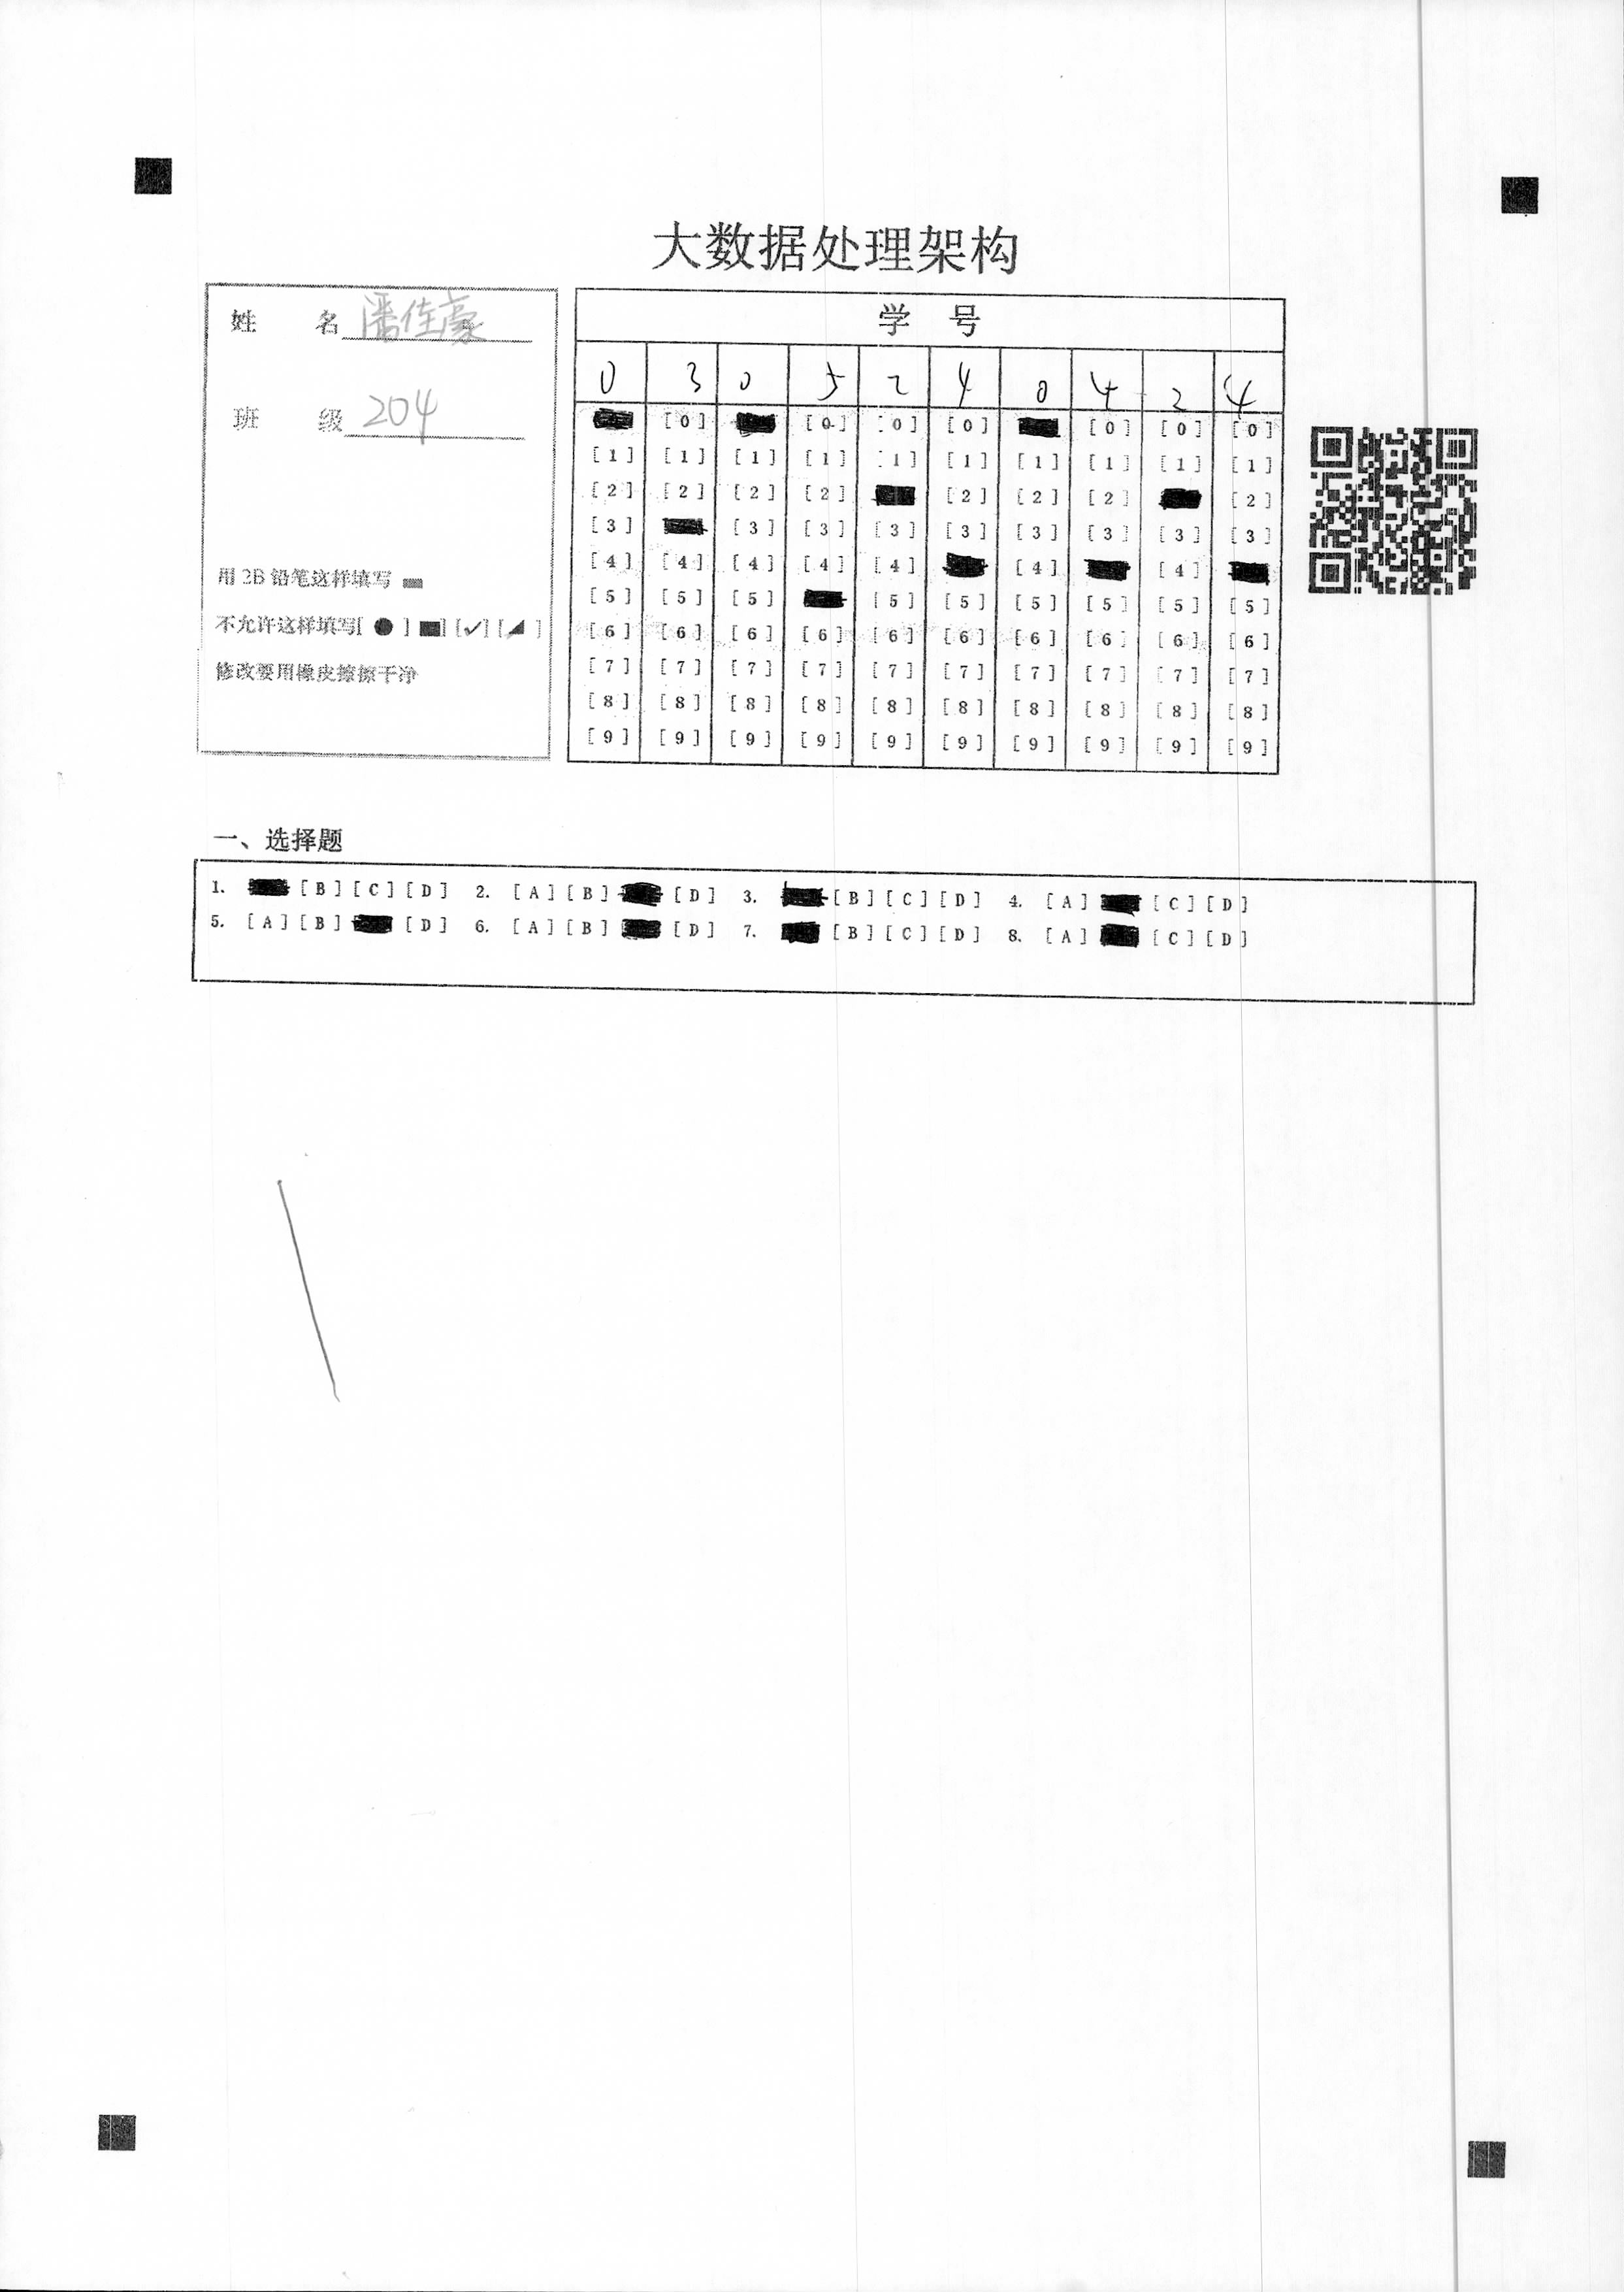 大数据处理架构
姓 名 潘佳豪
班 级 204
用 2B 铅笔这样填写
不允许这样填写[ ● ] [✓] [ ]
修改要用橡皮擦擦干净
学 号
0 3 0 5 2 4 0 4 2 4
[0] [0] [0] [0] [0] [0] [0]
[1] [1] [1] [1] [1] [1] [1] [1] [1] [1]
[2] [2] [2] [2] [2] [2] [2] [2]
[3] [3] [3] [3] [3] [3] [3] [3] [3]
[4] [4] [4] [4] [4] [4] [4]
[5] [5] [5] [5] [5] [5] [5] [5] [5]
[6] [6] [6] [6] [6] [6] [6] [6] [6] [6]
[7] [7] [7] [7] [7] [7] [7] [7] [7] [7]
[8] [8] [8] [8] [8] [8] [8] [8] [8] [8]
[9] [9] [9] [9] [9] [9] [9] [9] [9] [9]
一、选择题
1. [B] [C] [D] 2. [A] [B] [D] 3. [B] [C] [D] 4. [A] [C] [D]
5. [A] [B] [D] 6. [A] [B] [D] 7. [B] [C] [D] 8. [A] [C] [D]